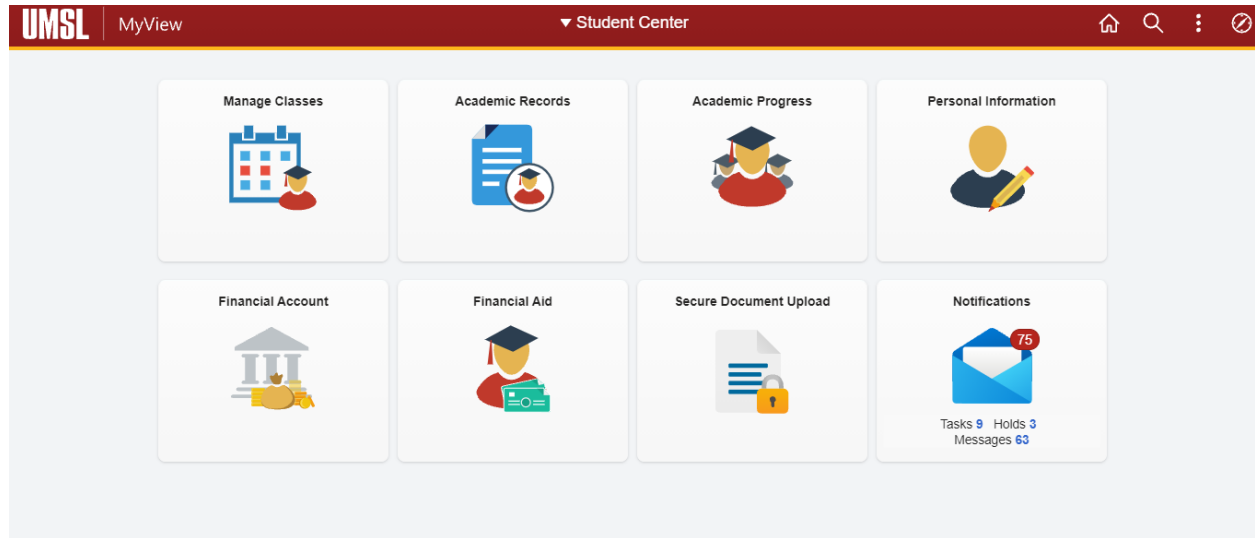 UMSL MyView ▼ Student Center
Manage Classes
Academic Records
Academic Progress
Personal Information
Financial Account
Financial Aid
Secure Document Upload
Notifications
75
Tasks 9 Holds 3
Messages 63